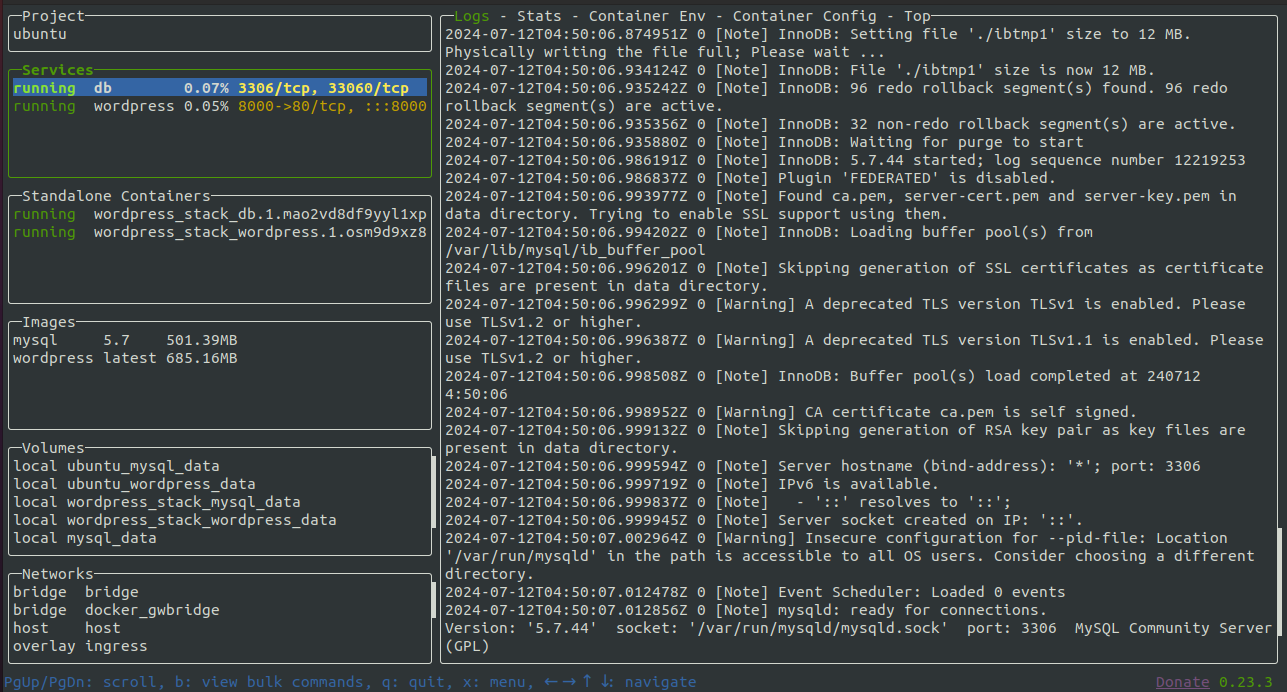 Project
ubuntu
Services
running db 0.07% 3306/tcp, 33060/tcp
running wordpress 0.05% 8000->80/tcp, :::8000
Standalone Containers
running wordpress_stack_db.1.mao2vd8df9yyl1xp
running wordpress_stack_wordpress.1.osm9d9xz8
Images
mysql 5.7 501.39MB
wordpress latest 685.16MB
Volumes
local ubuntu_mysql_data
local ubuntu_wordpress_data
local wordpress_stack_mysql_data
local wordpress_stack_wordpress_data
local mysql_data
Networks
bridge bridge
bridge docker_gwbridge
host host
overlay ingress
Logs - Stats - Container Env - Container Config - Top
2024-07-12T04:50:06.874951Z 0 [Note] InnoDB: Setting file './ibtmp1' size to 12 MB.
Physically writing the file full; Please wait ...
2024-07-12T04:50:06.934124Z 0 [Note] InnoDB: File './ibtmp1' size is now 12 MB.
2024-07-12T04:50:06.935242Z 0 [Note] InnoDB: 96 redo rollback segment(s) found. 96 redo
rollback segment(s) are active.
2024-07-12T04:50:06.935356Z 0 [Note] InnoDB: 32 non-redo rollback segment(s) are active.
2024-07-12T04:50:06.935880Z 0 [Note] InnoDB: Waiting for purge to start
2024-07-12T04:50:06.986191Z 0 [Note] InnoDB: 5.7.44 started; log sequence number 12219253
2024-07-12T04:50:06.986837Z 0 [Note] Plugin 'FEDERATED' is disabled.
2024-07-12T04:50:06.993977Z 0 [Note] Found ca.pem, server-cert.pem and server-key.pem in
data directory. Trying to enable SSL support using them.
2024-07-12T04:50:06.994202Z 0 [Note] InnoDB: Loading buffer pool(s) from
/var/lib/mysql/ib_buffer_pool
2024-07-12T04:50:06.996201Z 0 [Note] Skipping generation of SSL certificates as certificate
files are present in data directory.
2024-07-12T04:50:06.996299Z 0 [Warning] A deprecated TLS version TLSv1 is enabled. Please
use TLSv1.2 or higher.
2024-07-12T04:50:06.996387Z 0 [Warning] A deprecated TLS version TLSv1.1 is enabled. Please
use TLSv1.2 or higher.
2024-07-12T04:50:06.998508Z 0 [Note] InnoDB: Buffer pool(s) load completed at 240712
4:50:06
2024-07-12T04:50:06.998952Z 0 [Warning] CA certificate ca.pem is self signed.
2024-07-12T04:50:06.999132Z 0 [Note] Skipping generation of RSA key pair as key files are
present in data directory.
2024-07-12T04:50:06.999594Z 0 [Note] Server hostname (bind-address): '*'; port: 3306
2024-07-12T04:50:06.999719Z 0 [Note] IPv6 is available.
2024-07-12T04:50:06.999837Z 0 [Note]   - '::' resolves to '::';
2024-07-12T04:50:06.999945Z 0 [Note] Server socket created on IP: '::'.
2024-07-12T04:50:07.002964Z 0 [Warning] Insecure configuration for --pid-file: Location
'/var/run/mysqld' in the path is accessible to all OS users. Consider choosing a different
directory.
2024-07-12T04:50:07.012478Z 0 [Note] Event Scheduler: Loaded 0 events
2024-07-12T04:50:07.012856Z 0 [Note] mysqld: ready for connections.
Version: '5.7.44'  socket: '/var/run/mysqld/mysqld.sock'  port: 3306  MySQL Community Server
(GPL)
PgUp/PgDn: scroll, b: view bulk commands, q: quit, x: menu, ← → ↑ ↓: navigate
Donate 0.23.3